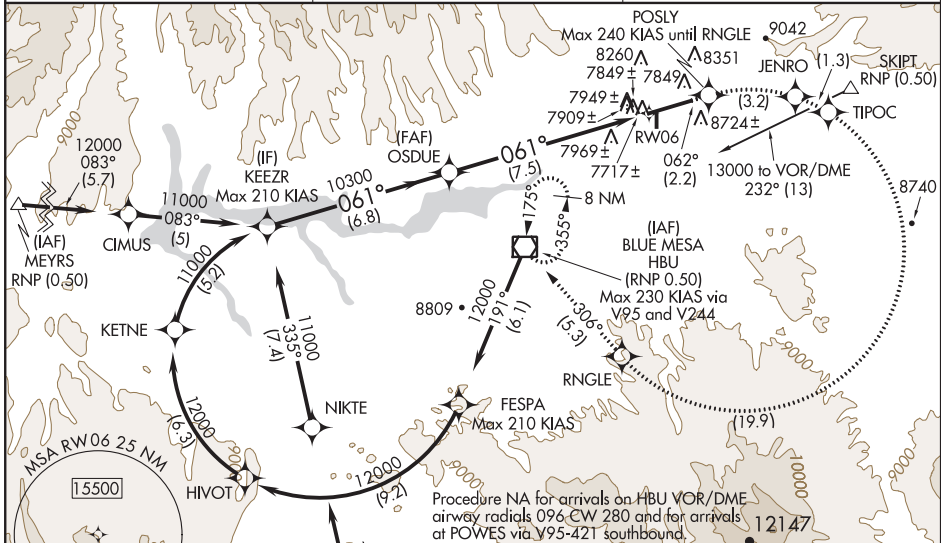 POSLY
Max 240 KIAS until RNGLE
8260
8351
9042
7849±
7849
JENRO
(1.3)
SKIPT
RNP (0.50)
7949±
7909±
(3.2)
TIPOC
RW06
8724±
7969±
7717±
062°
(2.2)
13000 to VOR/DME
232° (13)
8740
9000
12000
083°
(5.7)
(IAF)
MEYRS
RNP (0.50)
CIMUS
11000
083°
(5)
(IF)
KEEZR
Max 210 KIAS
10300
061°
(6.8)
(FAF)
OSDUE
061°
(7.5)
175°
355°
8 NM
(IAF)
BLUE MESA
HBU
(RNP 0.50)
Max 230 KIAS via
V95 and V244
11000
(5.2)
KETNE
11000
335°
(7.4)
8809
12000
191°
(6.1)
306°
(5.3)
9000
RNGLE
NIKTE
FESPA
Max 210 KIAS
(19.9)
12000
(6.3)
HIVOT
12000
(9.2)
9000
9000
10000
MSA RW06 25 NM
15500
Procedure NA for arrivals on HBU VOR/DME
airway radials 096 CW 280 and for arrivals
at POWES via V95-421 southbound.
12147